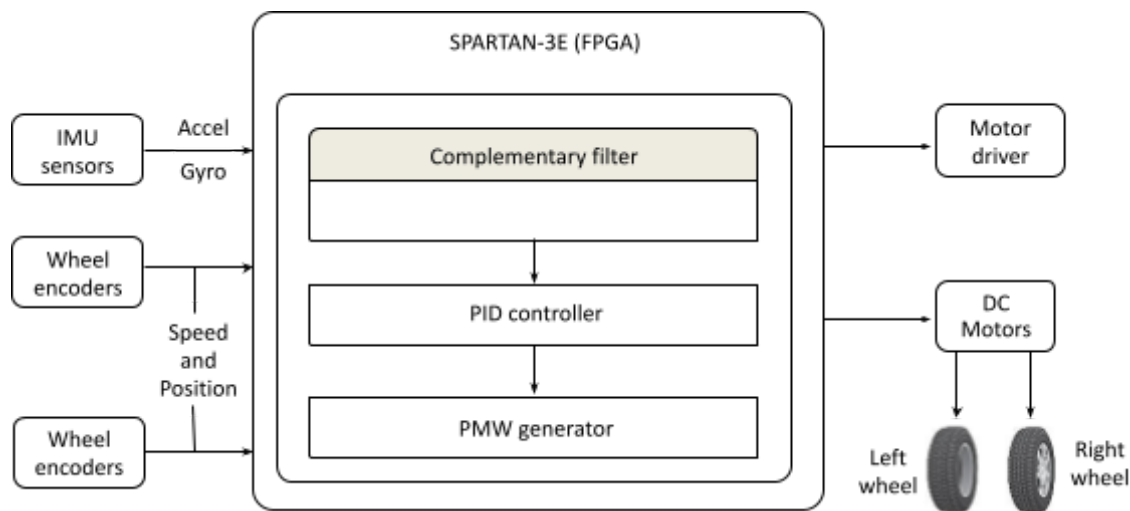 SPARTAN-3E (FPGA)
IMU
sensors
Accel
Gyro
Wheel
encoders
Speed
and
Position
Wheel
encoders
Complementary filter
PID controller
PMW generator
Motor
driver
DC
Motors
Left
wheel
Right
wheel